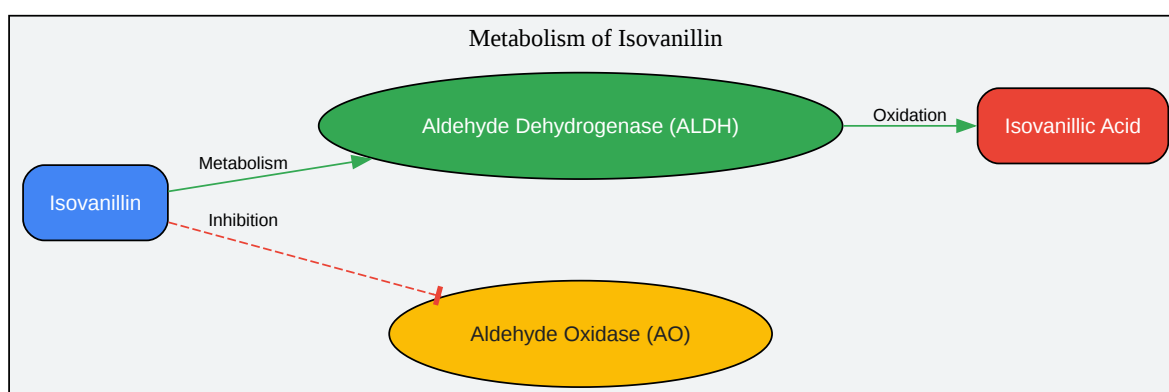 Metabolism of Isovanillin
Aldehyde Dehydrogenase (ALDH)
Oxidation
Isovanillic Acid
Metabolism
Isovanillin
Inhibition
Aldehyde Oxidase (AO)